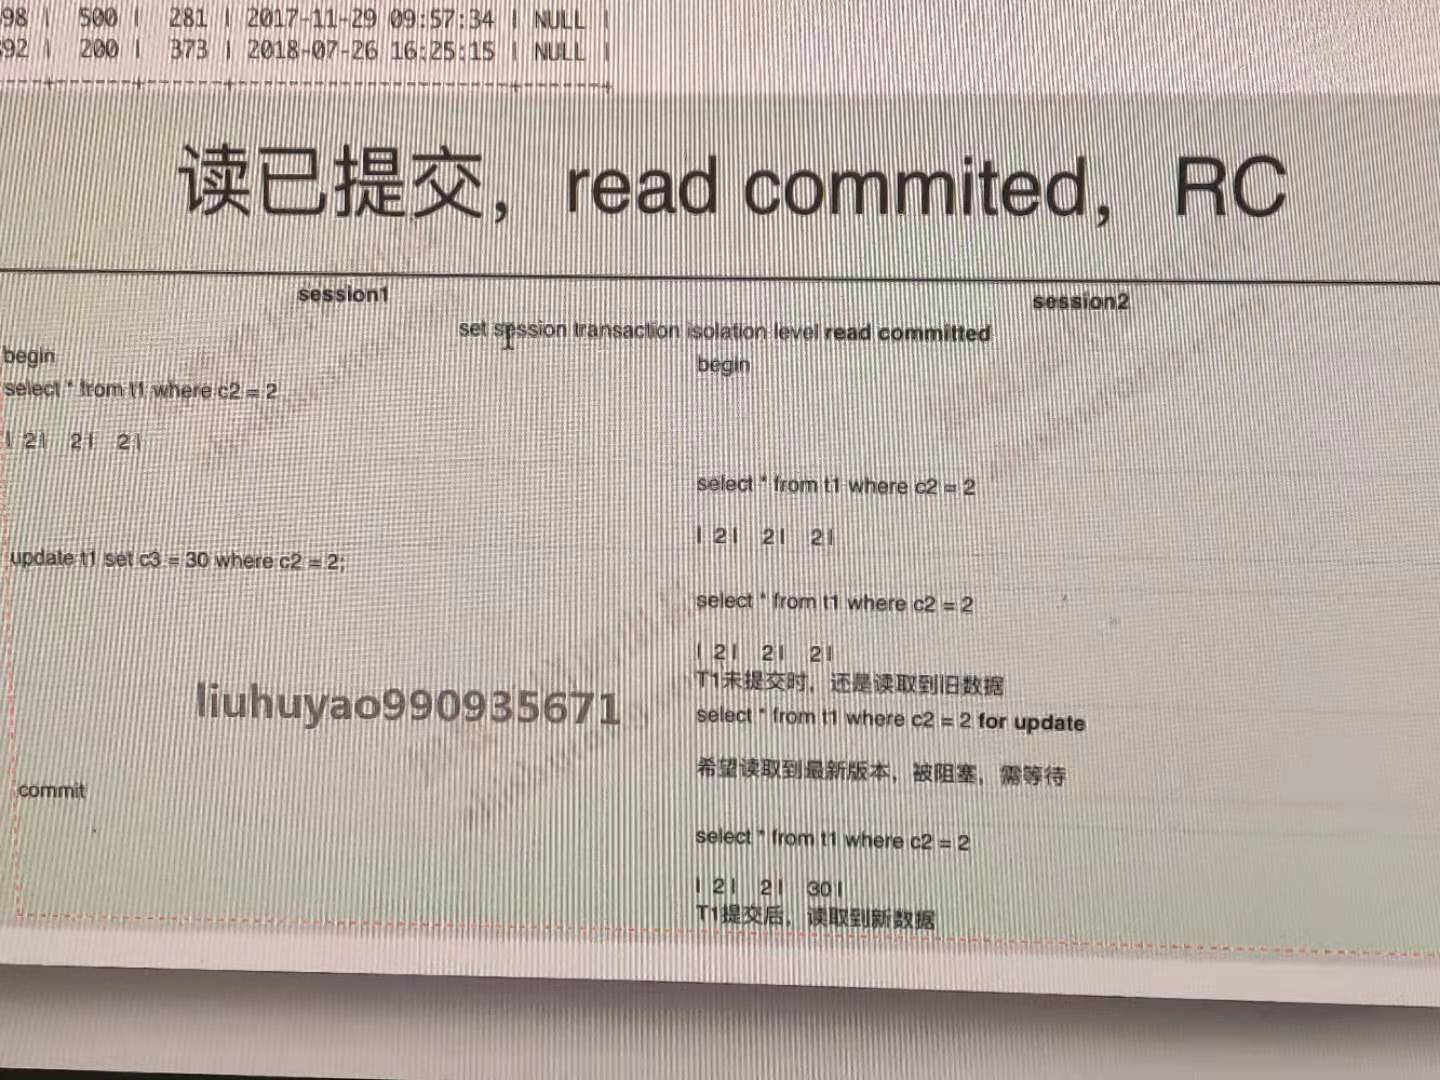 98 | 500 | 281 | 2017-11-29 09:57:34 | NULL |
92 | 200 | 373 | 2018-07-26 16:25:15 | NULL |
读已提交，read commited，RC
session1 session2
set session transaction isolation level read committed
begin
begin
select * from t1 where c2 = 2
| 2 | 2 | 2 |
select * from t1 where c2 = 2
| 2 | 2 | 2 |
update t1 set c3 = 30 where c2 = 2;
select * from t1 where c2 = 2
| 2 | 2 | 2 |
T1未提交时，还是读取到旧数据
liuhuyao990935671
select * from t1 where c2 = 2 for update
希望读取到最新版本，被阻塞，需等待
commit
select * from t1 where c2 = 2
| 2 | 2 | 30 |
T1提交后，读取到新数据